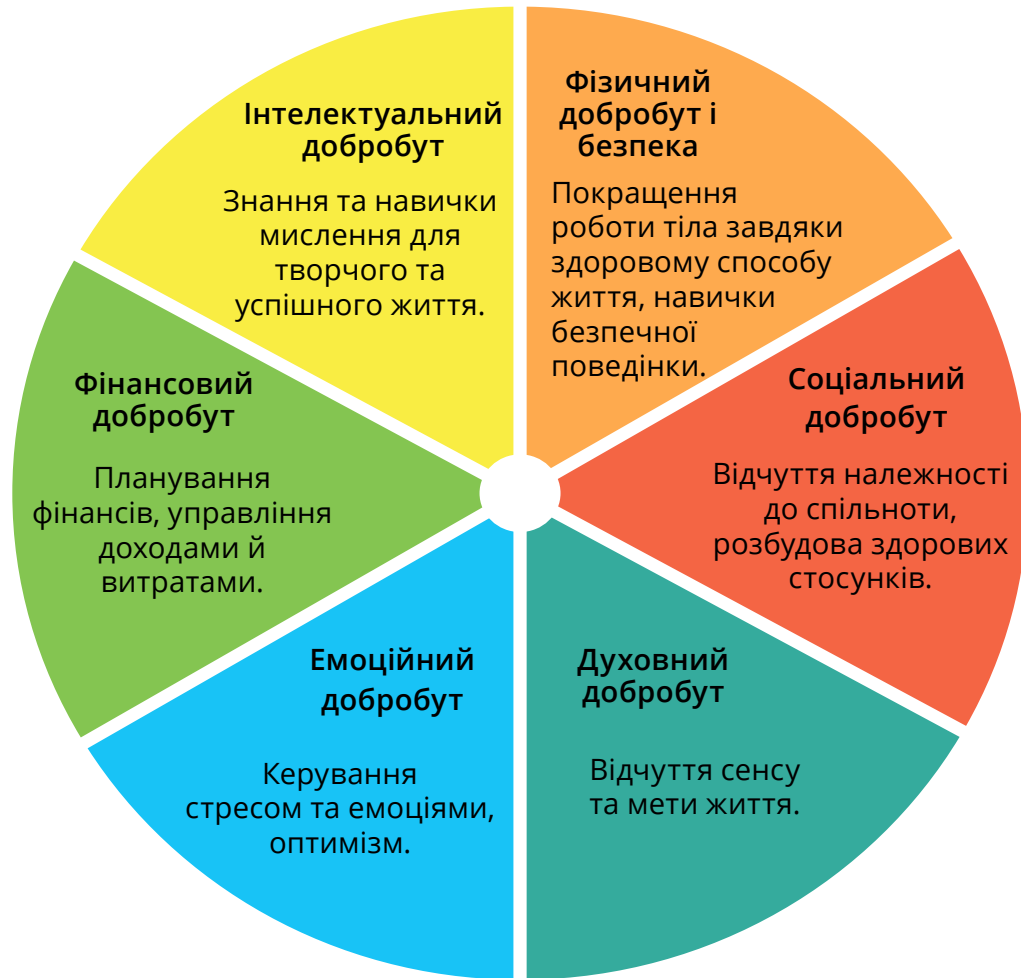 Інтелектуальний
добробут
Знання та навички
мислення для
творчого та
успішного життя.
Фізичний
добробут і
безпека
Покращення
роботи тіла завдяки
здоровому способу
життя, навички
безпечної
поведінки.
Соціальний
добробут
Відчуття належності
до спільноти,
розбудова здорових
стосунків.
Духовний
добробут
Відчуття сенсу
та мети життя.
Емоційний
добробут
Керування
стресом та емоціями,
оптимізм.
Фінансовий
добробут
Планування
фінансів, управління
доходами й
витратами.